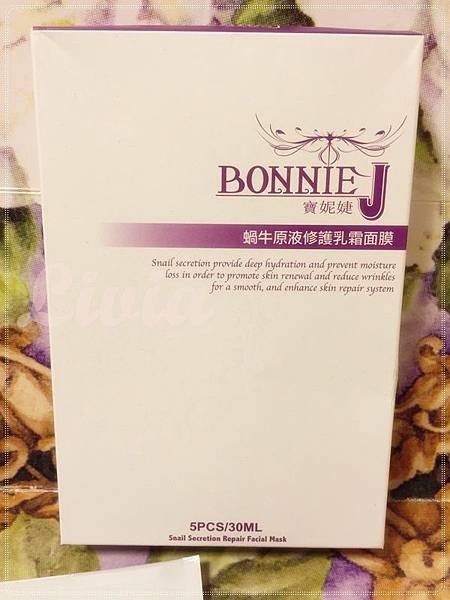 BONNIE J
寶妮婕
蝸牛原液修護乳霜面膜
Snail secretion provide deep hydration and prevent moisture
loss in order to promote skin renewal and reduce wrinkles
for a smooth, and enhance skin repair system
5PCS/30ML
Snail Secretion Repair Facial Mask